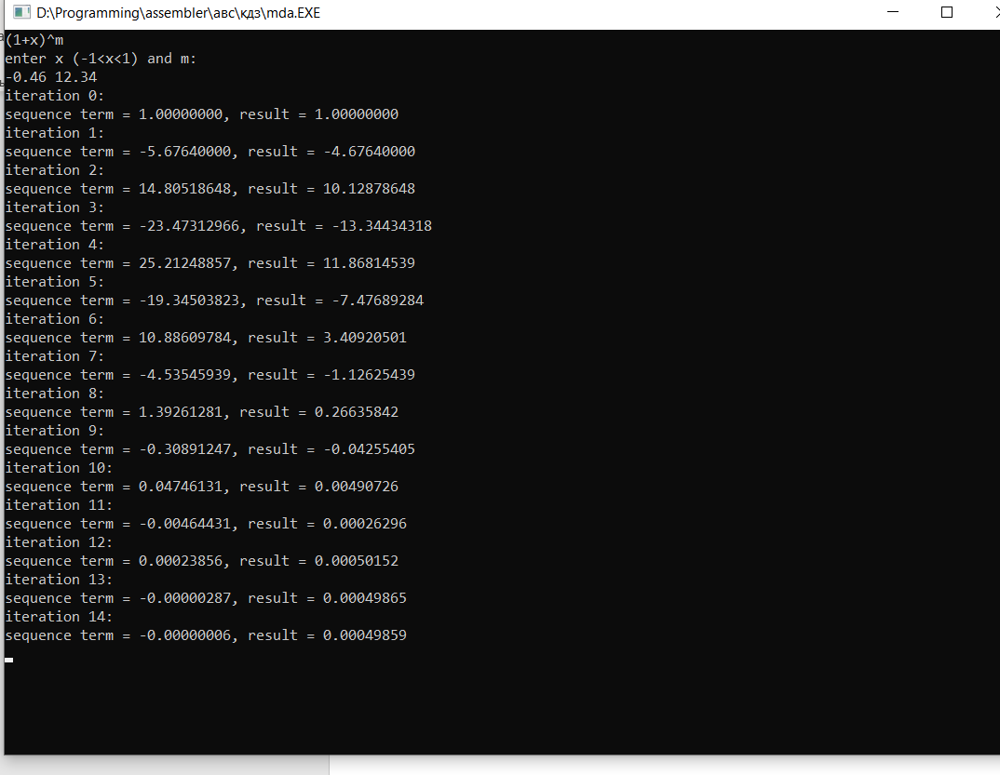 D:\Programming\assembler\авс\кдз\mda.EXE
(1+x)^m
enter x (-1<x<1) and m:
-0.46 12.34
iteration 0:
sequence term = 1.00000000, result = 1.00000000
iteration 1:
sequence term = -5.67640000, result = -4.67640000
iteration 2:
sequence term = 14.80518648, result = 10.12878648
iteration 3:
sequence term = -23.47312966, result = -13.34434318
iteration 4:
sequence term = 25.21248857, result = 11.86814539
iteration 5:
sequence term = -19.34503823, result = -7.47689284
iteration 6:
sequence term = 10.88609784, result = 3.40920501
iteration 7:
sequence term = -4.53545939, result = -1.12625439
iteration 8:
sequence term = 1.39261281, result = 0.26635842
iteration 9:
sequence term = -0.30891247, result = -0.04255405
iteration 10:
sequence term = 0.04746131, result = 0.00490726
iteration 11:
sequence term = -0.00464431, result = 0.00026296
iteration 12:
sequence term = 0.00023856, result = 0.00050152
iteration 13:
sequence term = -0.00000287, result = 0.00049865
iteration 14:
sequence term = -0.00000006, result = 0.00049859